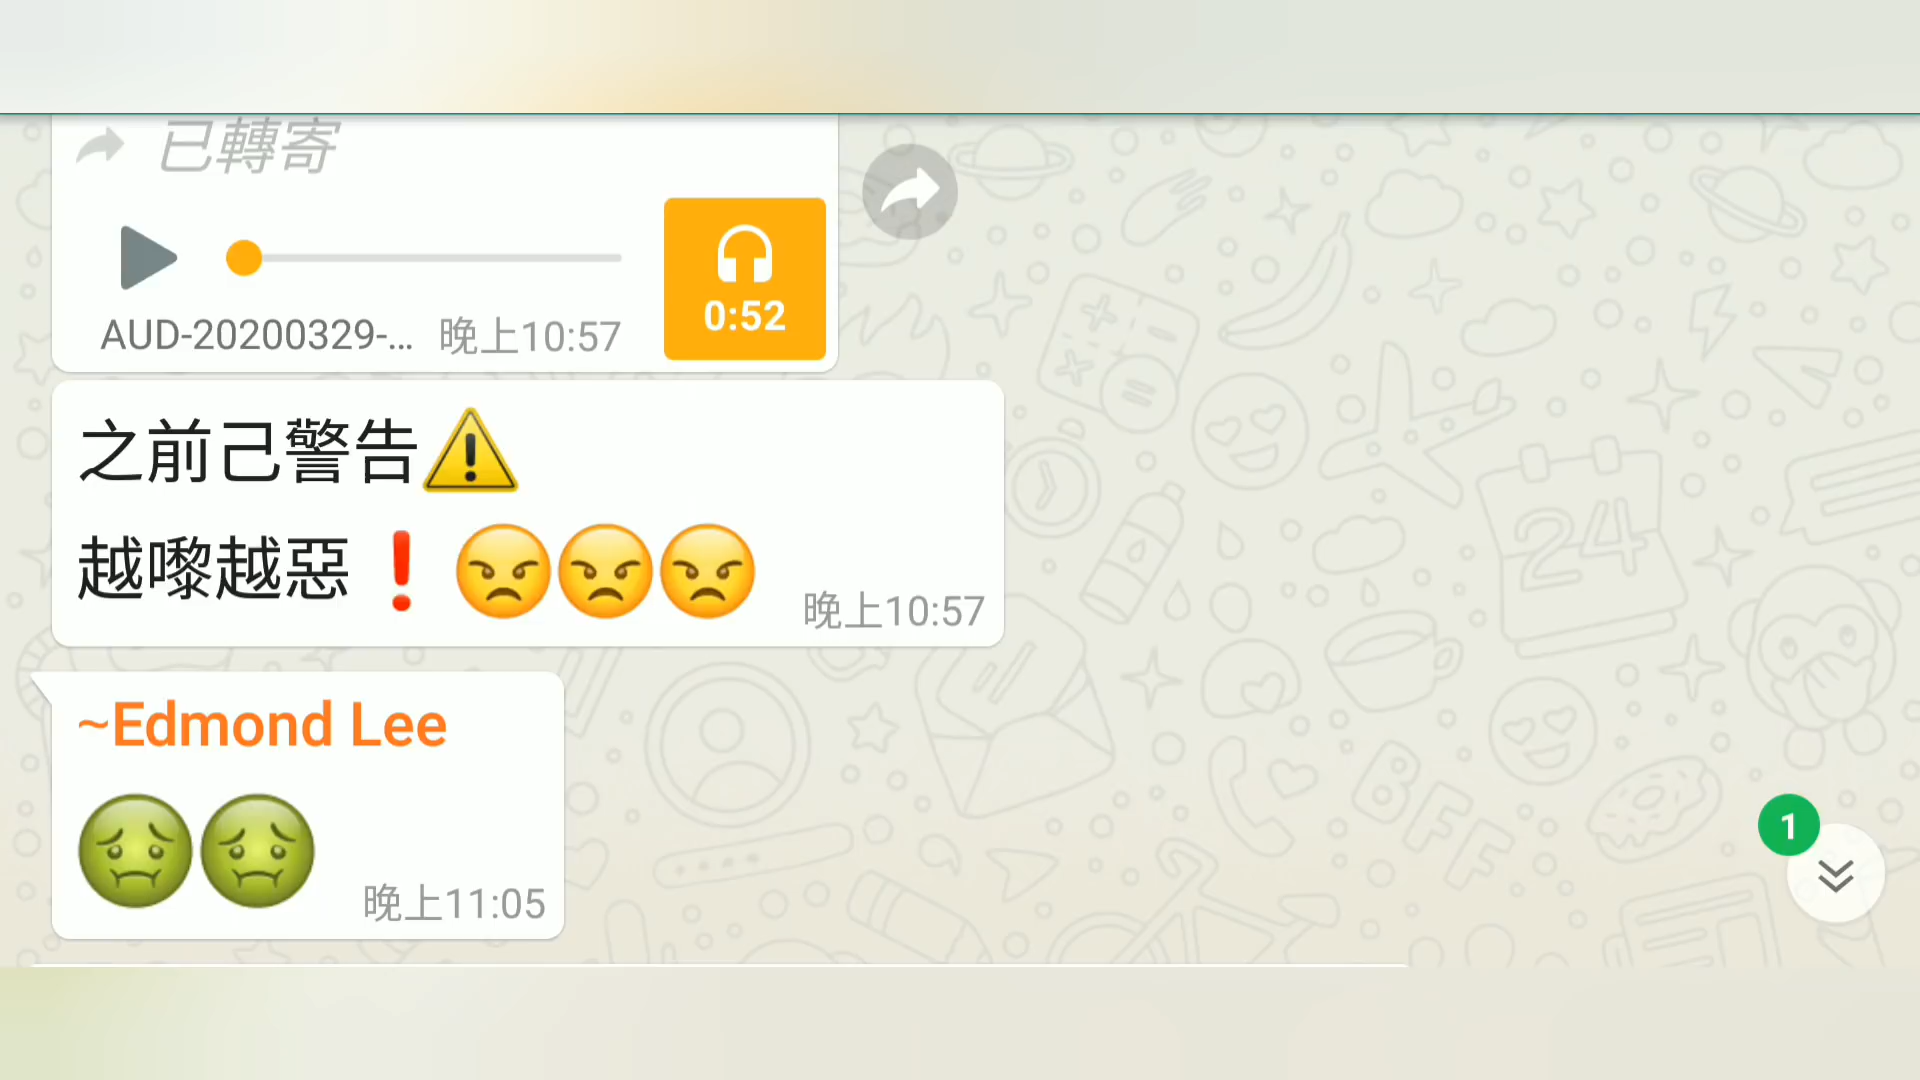 已轉寄
0:52
AUD-20200329-... 晚上10:57
之前己警告⚠️
越嚟越惡❗😠😠😠
晚上10:57
~Edmond Lee
🤢🤢
晚上11:05
1